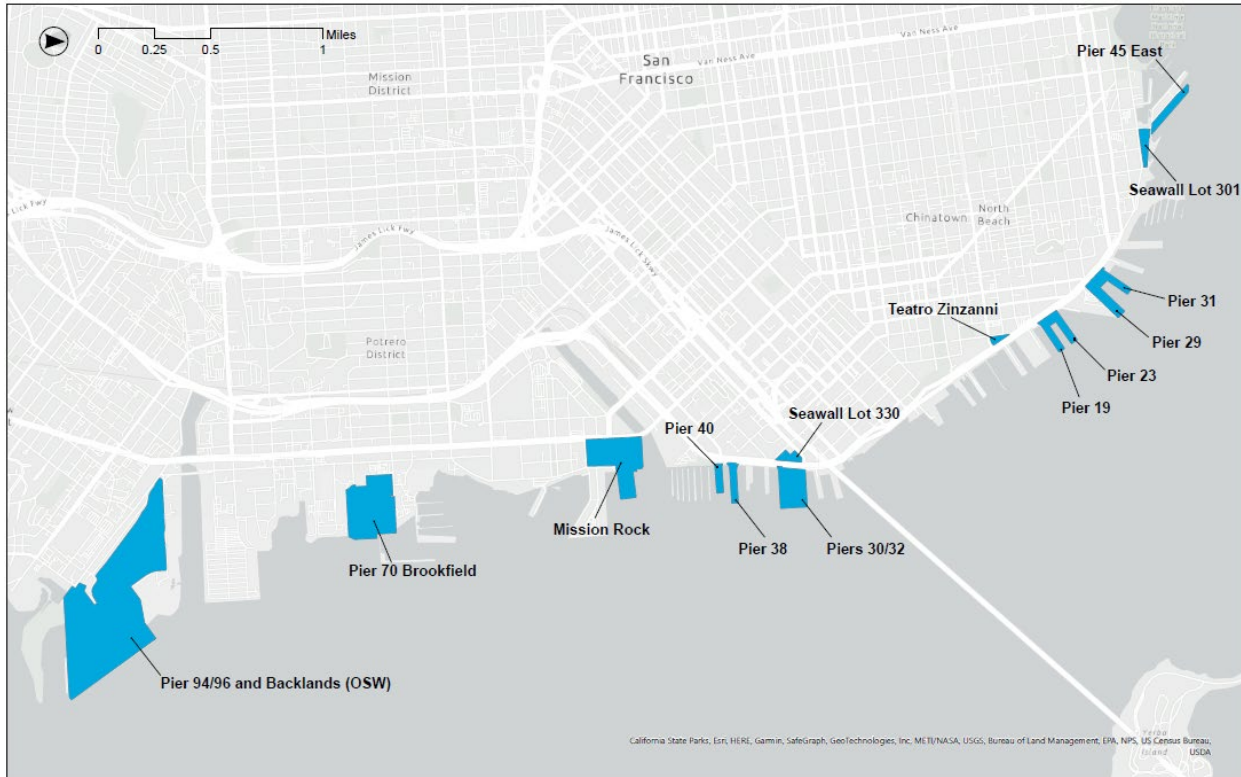 Miles
0 0.25 0.5 1
Van Ness Ave
Van Ness Ave
San
Francisco
Mission
District
Pier 45 East
Seawall Lot 301
North
Beach
Chinatown
James Lick Fwy
James Lick Fwy
James Lick Skwy
Pier 31
Teatro Zinzanni
Pier 29
Potrero
District
Pier 23
Pier 19
Seawall Lot 330
Pier 40
Mission Rock
Pier 38
Piers 30/32
Pier 70 Brookfield
Pier 94/96 and Backlands (OSW)
Yerba
Island
California State Parks, Esri, HERE, Garmin, SafeGraph, GeoTechnologies, Inc, METI/NASA, USGS, Bureau of Land Management, EPA, NPS, US Census Bureau,
USDA